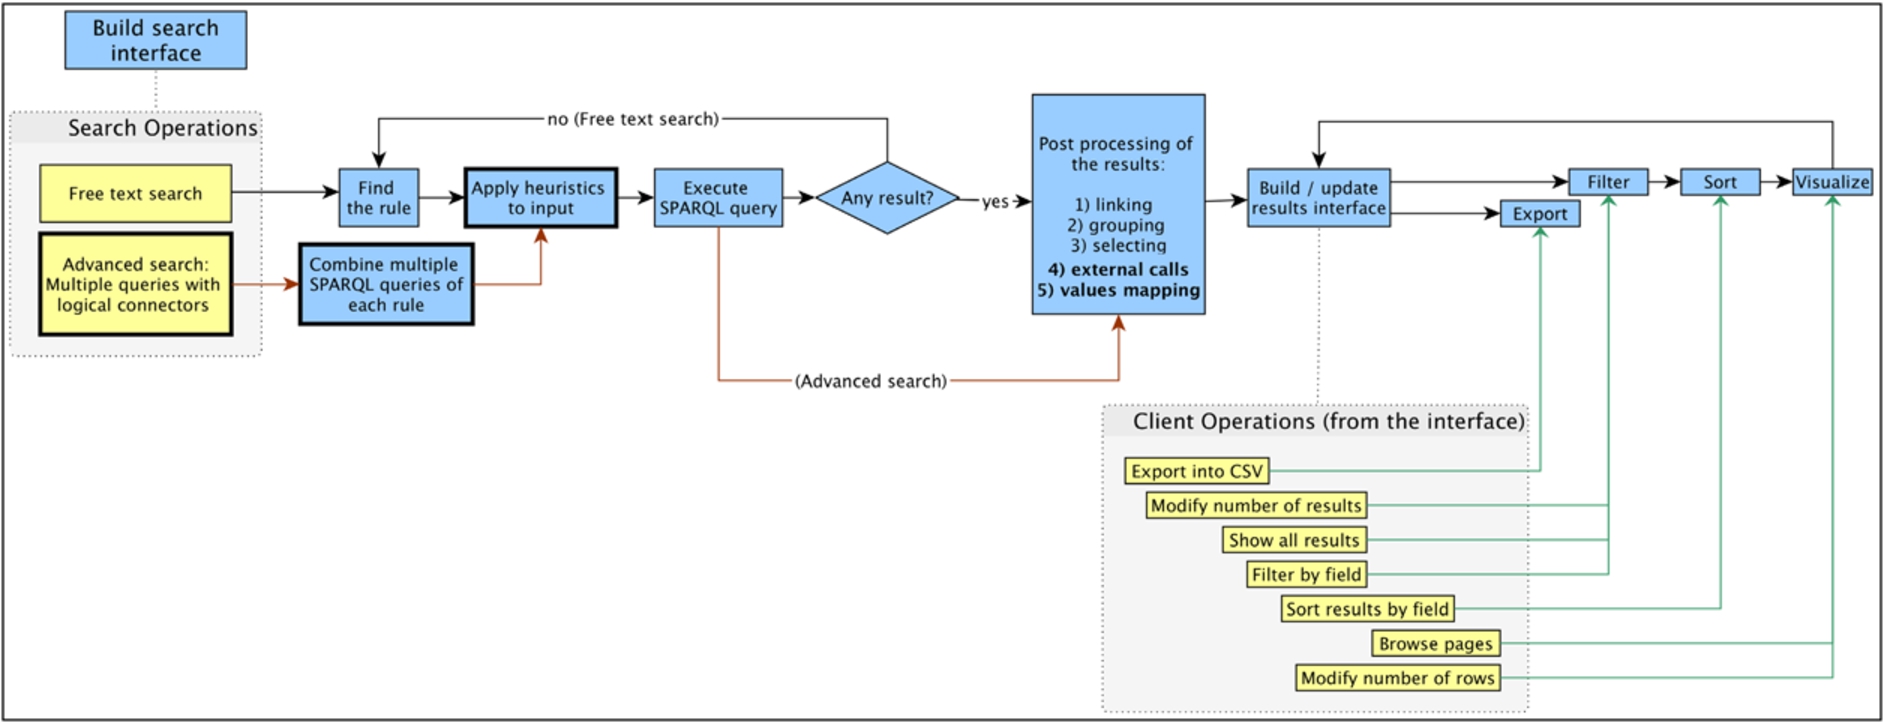 Build search
interface
Search Operations
Free text search
Advanced search:
Multiple queries with
logical connectors
no (Free text search)
Find
the rule
Apply heuristics
to input
Combine multiple
SPARQL queries of
each rule
Execute
SPARQL query
Any result?
yes
(Advanced search)
Post processing of
the results:
1) linking
2) grouping
3) selecting
4) external calls
5) values mapping
Build / update
results interface
Filter
Sort
Visualize
Export
Client Operations (from the interface)
Export into CSV
Modify number of results
Show all results
Filter by field
Sort results by field
Browse pages
Modify number of rows